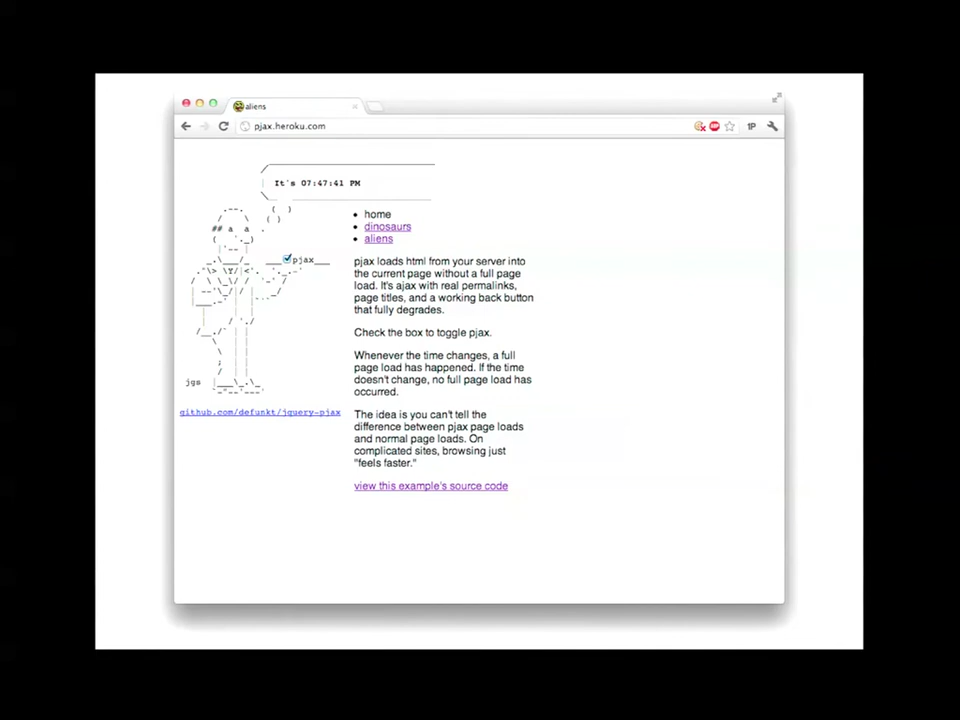 aliens
pjax.heroku.com
1P
It's 07:47:41 PM
pjax
jgs
github.com/defunkt/jquery-pjax
home
dinosaurs
aliens
pjax loads html from your server into
the current page without a full page
load. It's ajax with real permalinks,
page titles, and a working back button
that fully degrades.
Check the box to toggle pjax.
Whenever the time changes, a full
page load has happened. If the time
doesn't change, no full page load has
occurred.
The idea is you can't tell the
difference between pjax page loads
and normal page loads. On
complicated sites, browsing just
"feels faster."
view this example's source code